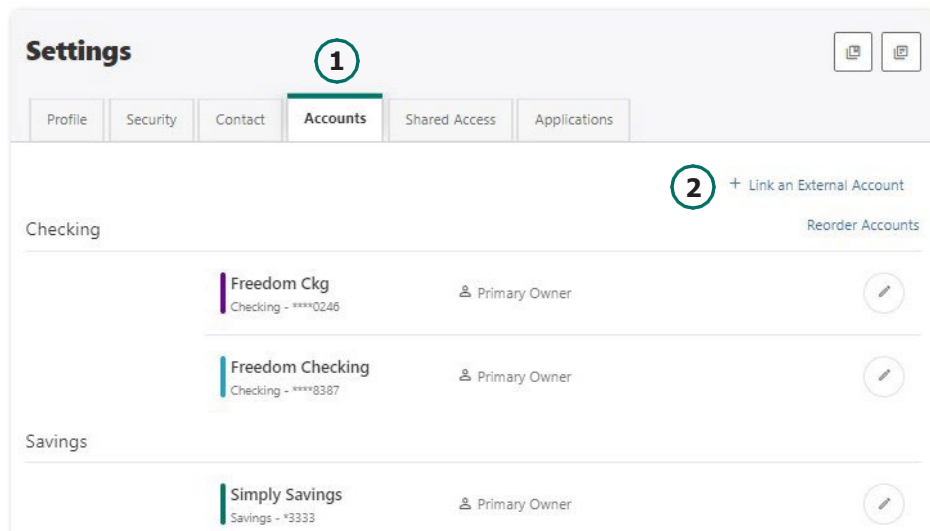 Settings
1
Profile Security Contact Accounts Shared Access Applications
2 + Link an External Account
Reorder Accounts
Checking
Freedom Ckg
Checking - ****0246
Primary Owner
Freedom Checking
Checking - ****8387
Primary Owner
Savings
Simply Savings
Savings - *3333
Primary Owner